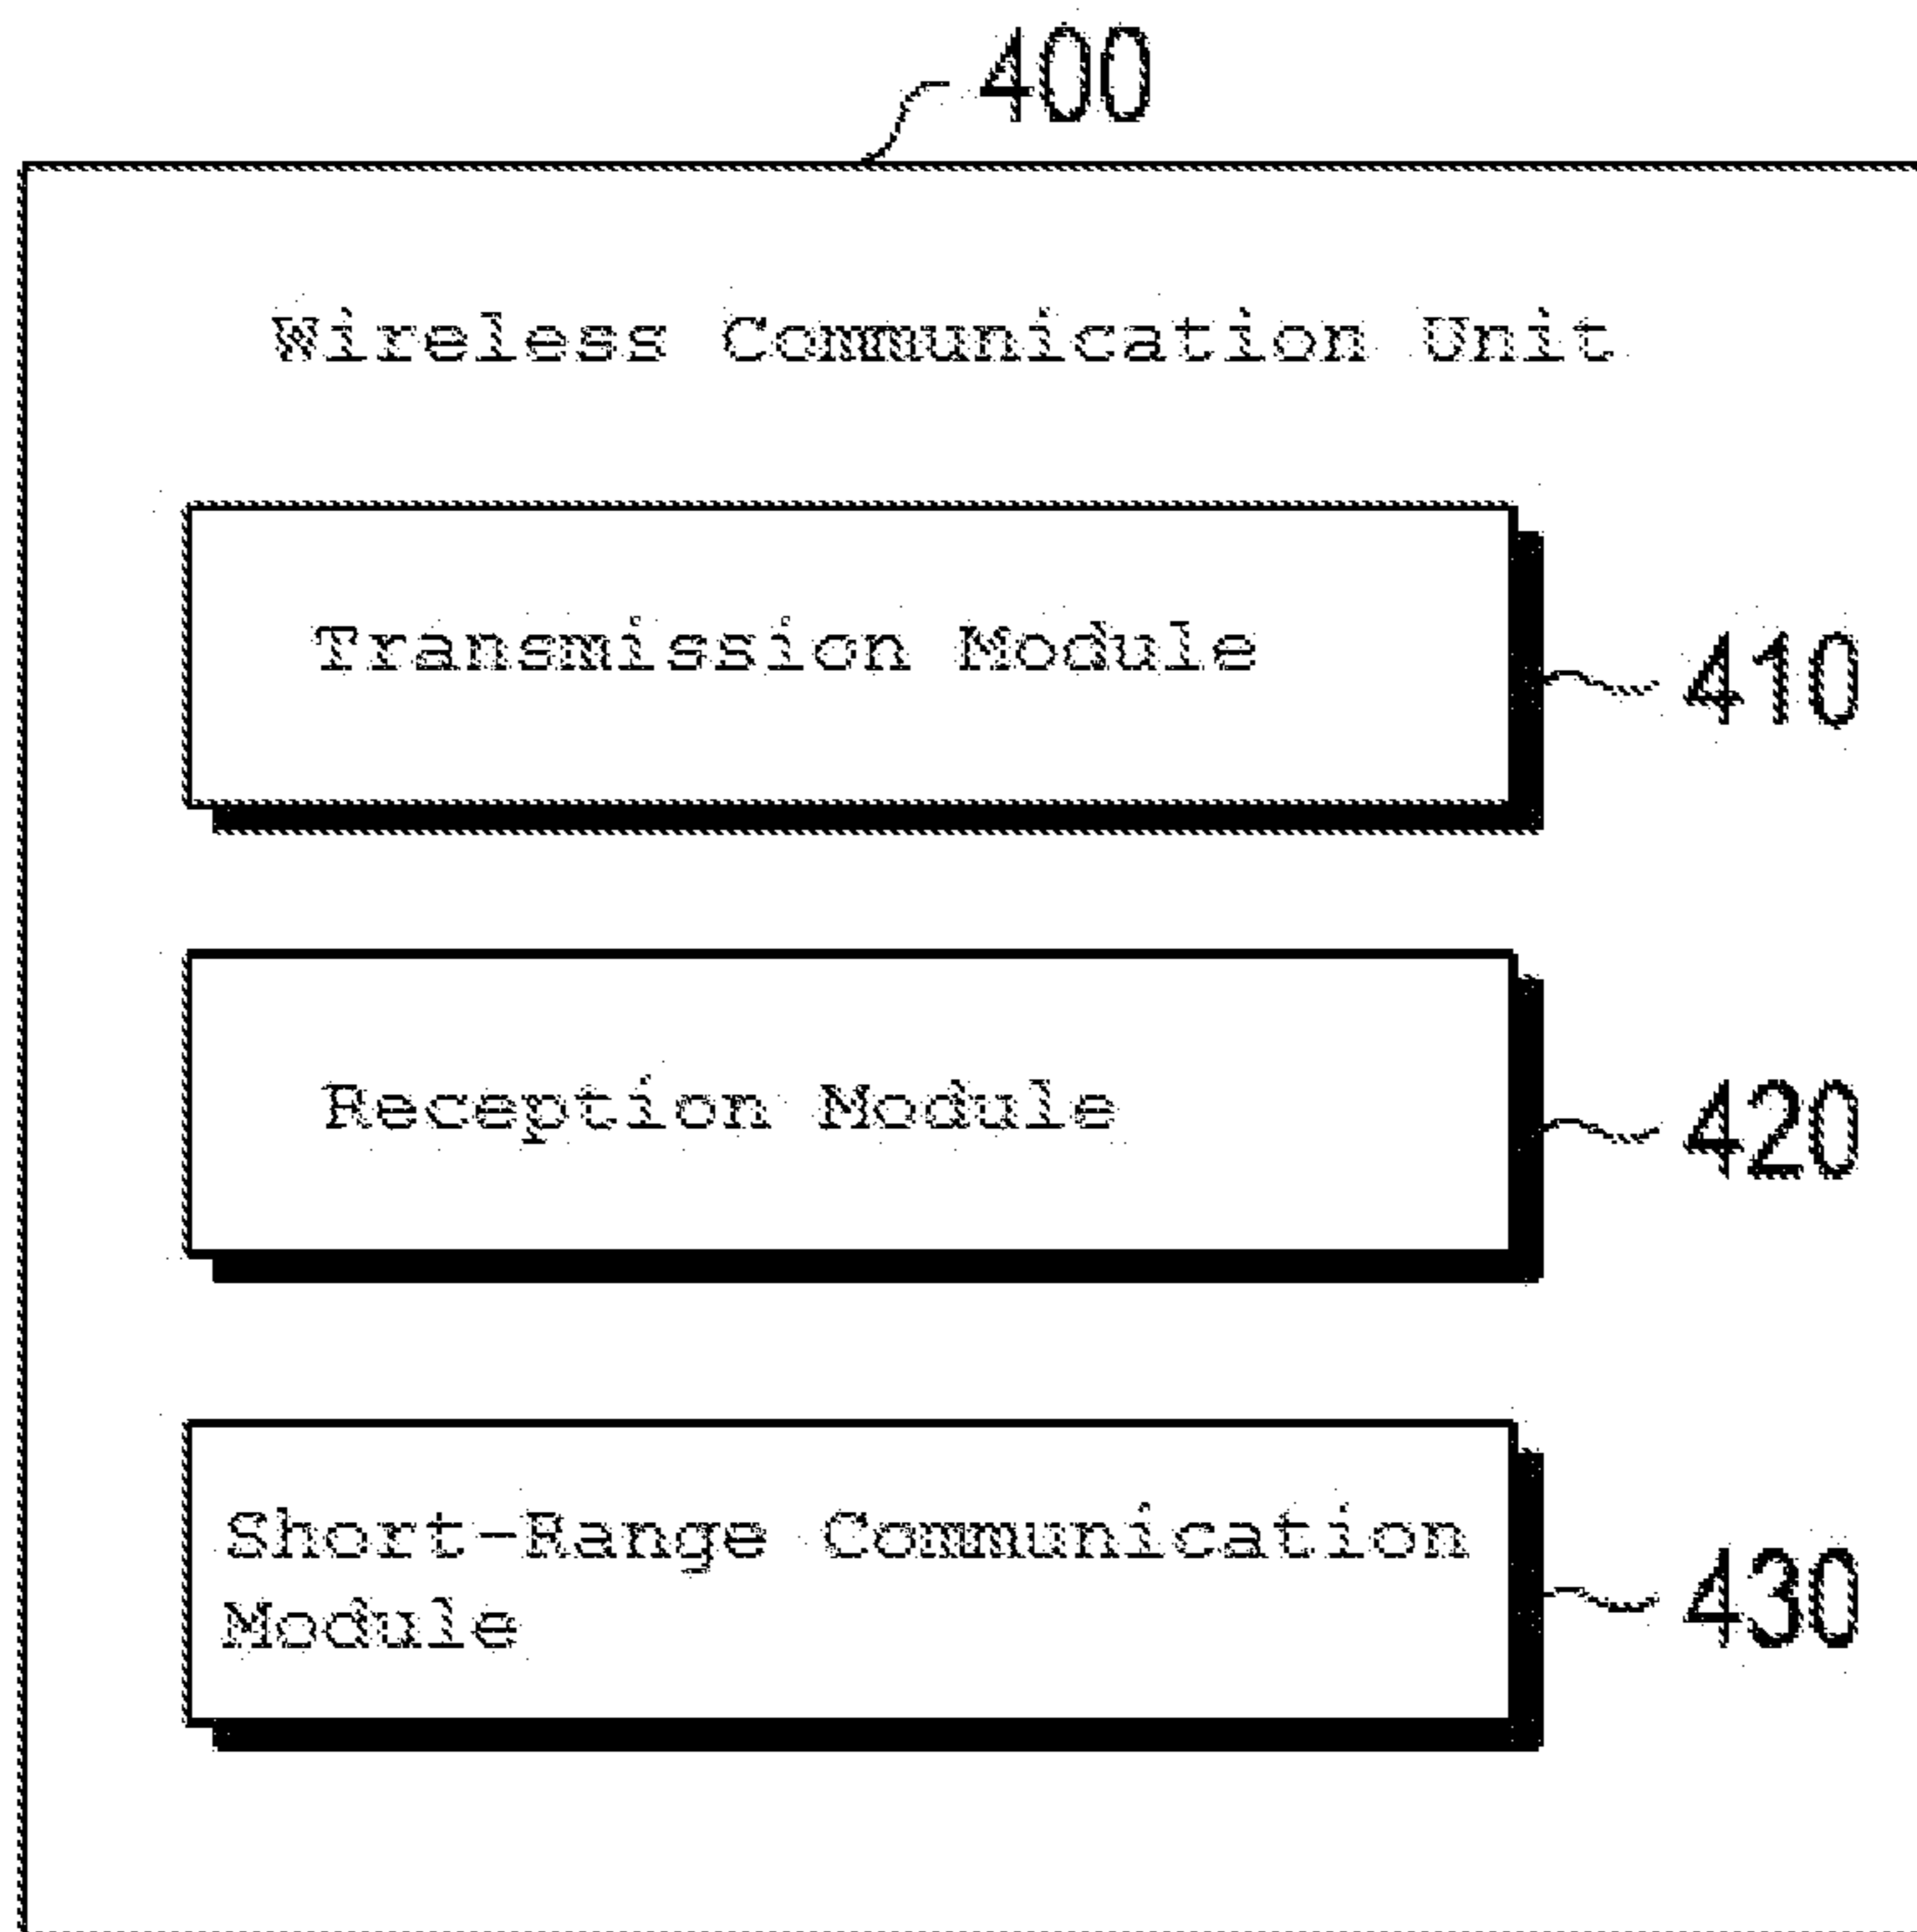 400
Wireless Communication Unit
Transmission Module
410
Reception Module
420
Short-Range Communication
Module
430